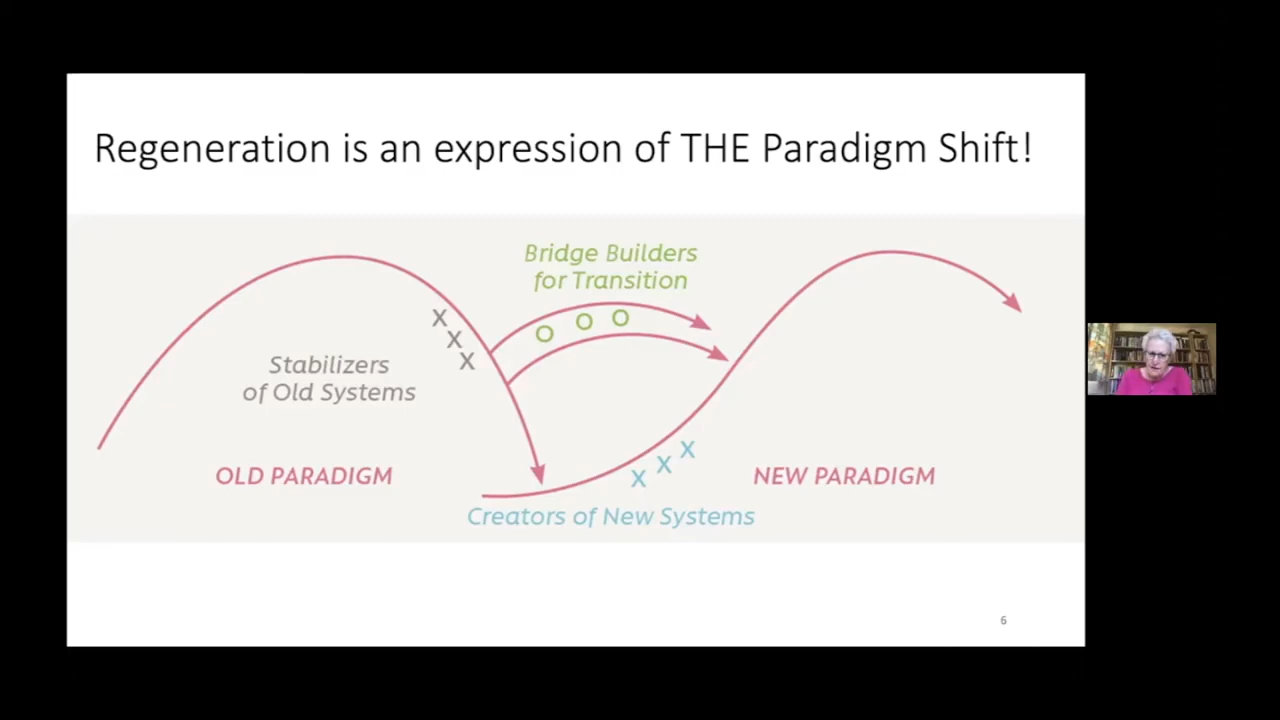 Regeneration is an expression of THE Paradigm Shift!
Bridge Builders
for Transition
X
X
X
O O O
Stabilizers
of Old Systems
OLD PARADIGM
X X X
NEW PARADIGM
Creators of New Systems
6